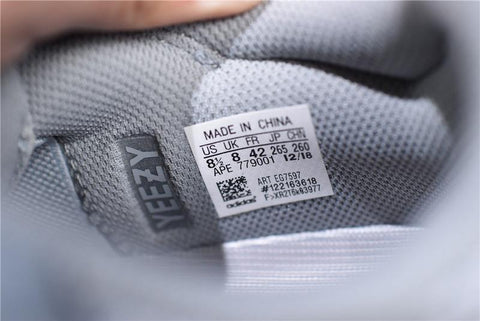 YEEZY
MADE IN CHINA
US UK FR JP CHN
8½ 8 42 265 260
APE 779001 12/18
ART EG7597
#122163618
adidas